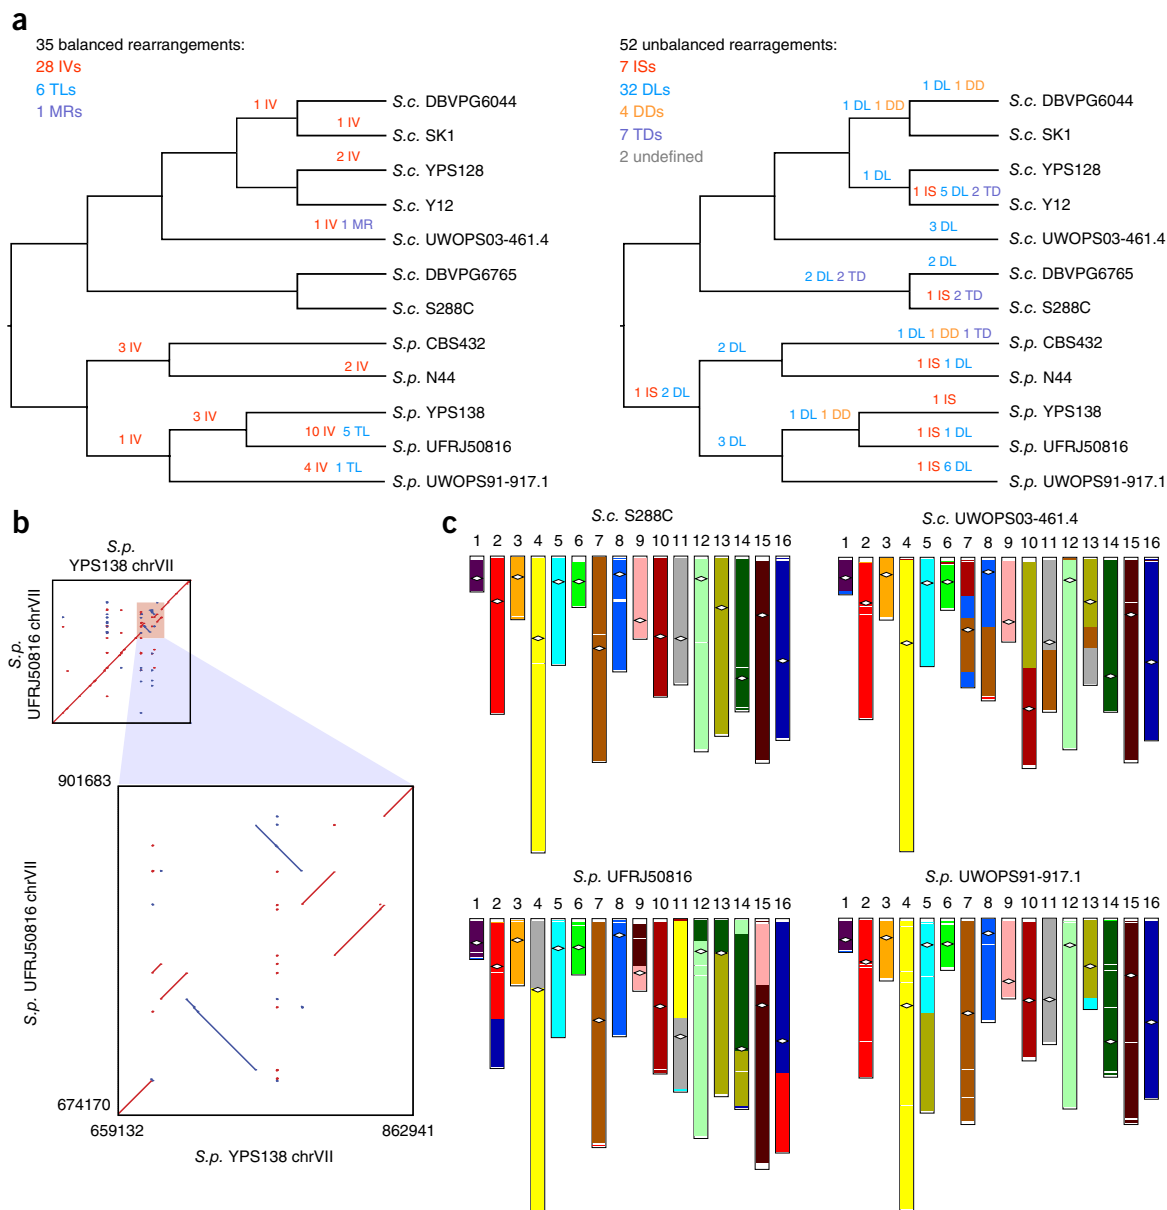 a
35 balanced rearrangements:
28 IVs
6 TLs
1 MRs
1 IV
S.c. DBVPG6044
1 IV
S.c. SK1
2 IV
S.c. YPS128
S.c. Y12
1 IV 1 MR
S.c. UWOPS03-461.4
S.c. DBVPG6765
S.c. S288C
3 IV
S.p. CBS432
2 IV
S.p. N44
3 IV
S.p. YPS138
1 IV
10 IV 5 TL
S.p. UFRJ50816
4 IV 1 TL
S.p. UWOPS91-917.1
52 unbalanced rearragements:
7 ISs
32 DLs
4 DDs
7 TDs
2 undefined
1 DL 1 DD
1 DL 1 DD
S.c. DBVPG6044
S.c. SK1
1 DL
S.c. YPS128
1 IS 5 DL 2 TD
S.c. Y12
3 DL
S.c. UWOPS03-461.4
2 DL
2 DL 2 TD
S.c. DBVPG6765
1 IS 2 TD
S.c. S288C
1 DL 1 DD 1 TD
2 DL
S.p. CBS432
1 IS 1 DL
S.p. N44
1 IS 2 DL
1 IS
1 DL 1 DD
S.p. YPS138
3 DL
1 IS 1 DL
S.p. UFRJ50816
1 IS 6 DL
S.p. UWOPS91-917.1
b
S.p.
YPS138 chrVII
S.p.
UFRJ50816 chrVII
901683
S.p. UFRJ50816 chrVII
674170
659132
862941
S.p. YPS138 chrVII
c
S.c. S288C
1 2 3 4 5 6 7 8 9 10 11 12 13 14 15 16
S.c. UWOPS03-461.4
1 2 3 4 5 6 7 8 9 10 11 12 13 14 15 16
S.p. UFRJ50816
1 2 3 4 5 6 7 8 9 10 11 12 13 14 15 16
S.p. UWOPS91-917.1
1 2 3 4 5 6 7 8 9 10 11 12 13 14 15 16